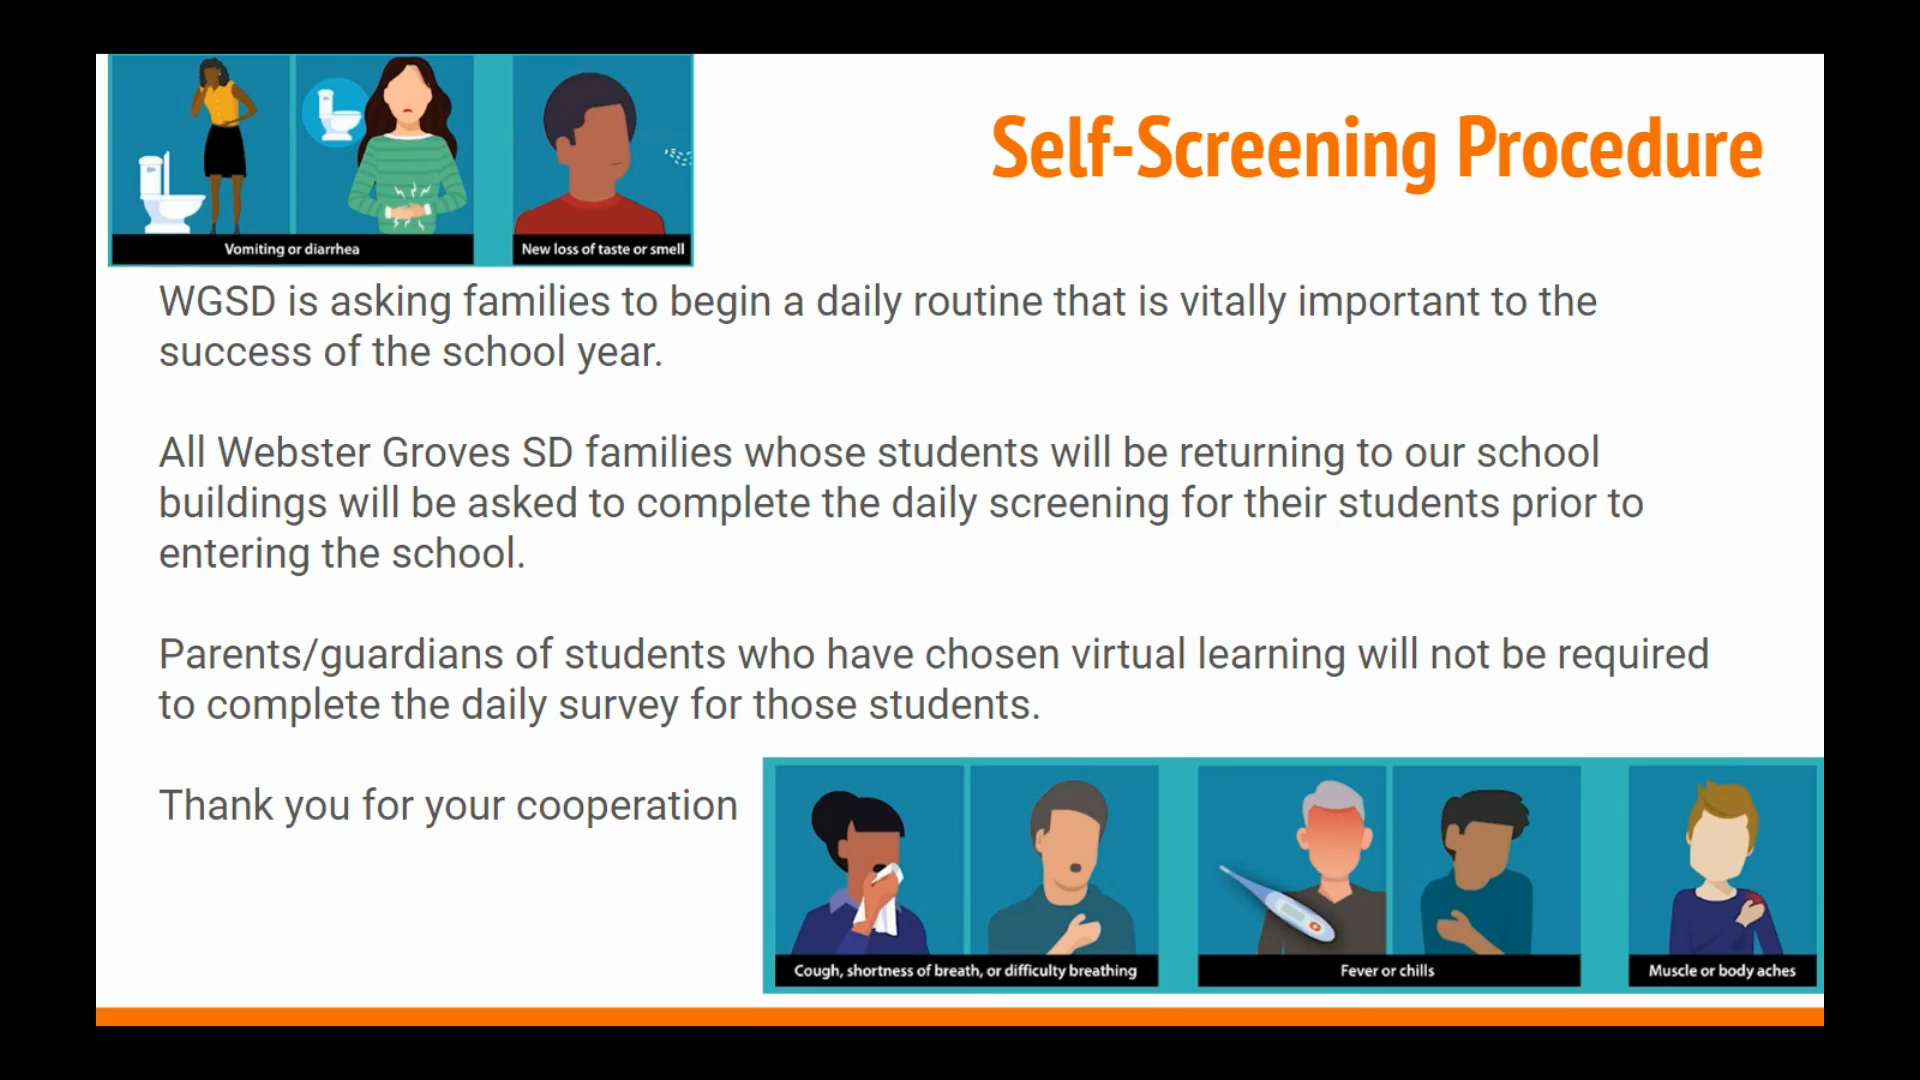 Vomiting or diarrhea
New loss of taste or smell
Self-Screening Procedure
WGSD is asking families to begin a daily routine that is vitally important to the
success of the school year.
All Webster Groves SD families whose students will be returning to our school
buildings will be asked to complete the daily screening for their students prior to
entering the school.
Parents/guardians of students who have chosen virtual learning will not be required
to complete the daily survey for those students.
Thank you for your cooperation
Cough, shortness of breath, or difficulty breathing
Fever or chills
Muscle or body aches